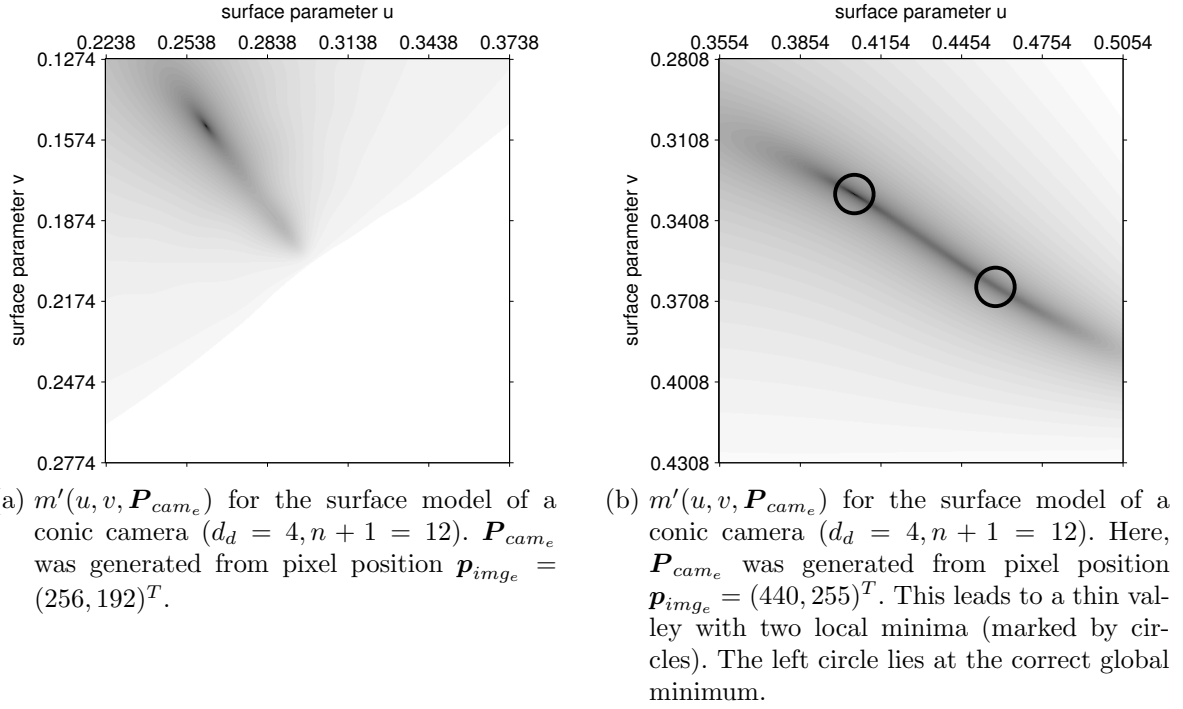 surface parameter u
0.2238 0.2538 0.2838 0.3138 0.3438 0.3738
surface parameter v
0.1274
0.1574
0.1874
0.2174
0.2474
0.2774
a) m′(u, v, P_cam_e) for the surface model of a
conic camera (d_d = 4, n + 1 = 12). P_cam_e
was generated from pixel position p_img_e =
(256, 192)^T.
surface parameter u
0.3554 0.3854 0.4154 0.4454 0.4754 0.5054
surface parameter v
0.2808
0.3108
0.3408
0.3708
0.4008
0.4308
(b) m′(u, v, P_cam_e) for the surface model of a
conic camera (d_d = 4, n + 1 = 12). Here,
P_cam_e was generated from pixel position
p_img_e = (440, 255)^T. This leads to a thin val-
ley with two local minima (marked by cir-
cles). The left circle lies at the correct global
minimum.